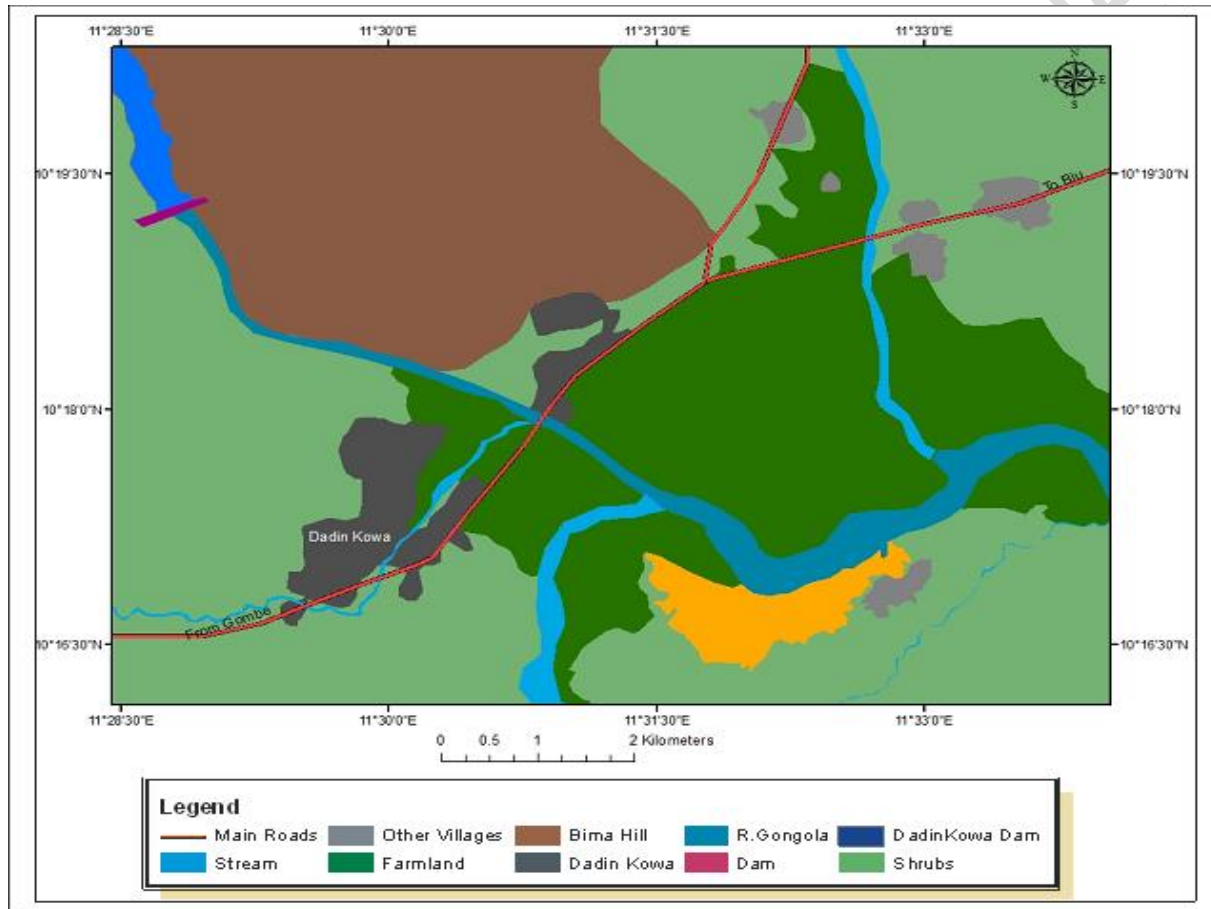 11°28'30"E 11°30'0"E 11°31'30"E 11°33'0"E
N
W E
S
10°19'30"N 10°19'30"N
To Biu
10°18'0"N 10°18'0"N
Dadin Kowa
From Gombe
10°16'30"N 10°16'30"N
11°28'30"E 11°30'0"E 11°31'30"E 11°33'0"E
0 0.5 1 2 Kilometers
Legend
Main Roads Other Villages Bima Hill R.Gongola DadinKowa Dam
Stream Farmland Dadin Kowa Dam Shrubs